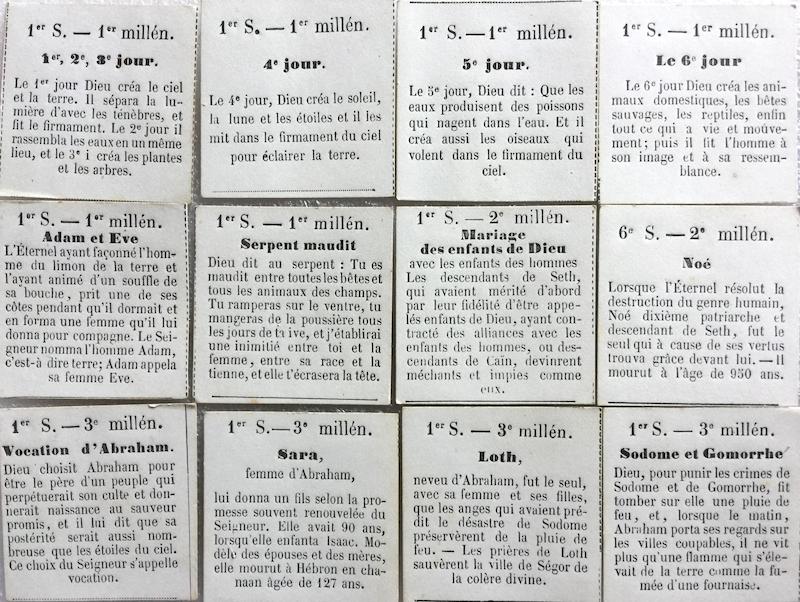 1er S. — 1er millén.
1er, 2e, 3e jour.
Le 1er jour Dieu créa le ciel
et la terre. Il sépara la lu-
mière d'avec les ténèbres, et
fit le firmament. Le 2e jour il
rassembla les eaux en un même
lieu, et le 3e i créa les plantes
et les arbres.
1er S. — 1er millén.
4e jour.
Le 4e jour, Dieu créa le soleil,
la lune et les étoiles et il les
mit dans le firmament du ciel
pour éclairer la terre.
1er S. — 1er millén.
5e jour.
Le 5e jour, Dieu dit : Que les
eaux produisent des poissons
qui nagent dans l'eau. Et il
créa aussi les oiseaux qui
volent dans le firmament du
ciel.
1er S. — 1er millén.
Le 6e jour
Le 6e jour Dieu créa les ani-
maux domestiques, les bêtes
sauvages, les reptiles, enfin
tout ce qui a vie et mouve-
ment; puis il fit l'homme à
son image et à sa ressem-
blance.
1er S. — 1er millén.
Adam et Eve
L'Éternel ayant façonné l'hom-
me du limon de la terre et
l'ayant animé d'un souffle de
sa bouche, prit une de ses
côtes pendant qu'il dormait et
en forma une femme qu'il lui
donna pour compagne. Le Sei-
gneur nomma l'homme Adam,
c'est-à dire terre; Adam appela
sa femme Eve.
1er S. — 1er millén.
Serpent maudit
Dieu dit au serpent : Tu es
maudit entre toutes les bêtes et
tous les animaux des champs.
Tu ramperas sur le ventre, tu
mangeras de la poussière tous
les jours de ta ive, et j'établirai
une inimitié entre toi et la
femme, entre sa race et la
tienne, et elle t'écrasera la tête.
1er S. — 2e millén.
Mariage
des enfants de Dieu
avec les enfants des hommes
Les descendants de Seth,
qui avaient mérité d'abord
par leur fidélité d'être appe-
lés enfants de Dieu, ayant con-
tracté des alliances avec les
enfants des hommes, ou des-
cendants de Caïn, devinrent
méchants et impies comme
eux.
6e S. — 2e millén.
Noé
Lorsque l'Éternel résolut la
destruction du genre humain,
Noé dixième patriarche et
descendant de Seth, fut le
seul qui à cause de ses vertus
trouva grâce devant lui. — Il
mourut à l'âge de 950 ans.
1er S. — 3e millén.
Vocation d'Abraham.
Dieu choisit Abraham pour
être le père d'un peuple qui
perpétuerait son culte et don-
nerait naissance au sauveur
promis, et il lui dit que sa
postérité serait aussi nom-
breuse que les étoiles du ciel.
Ce choix du Seigneur s'appelle
vocation.
1er S. — 3e millén.
Sara,
femme d'Abraham,
lui donna un fils selon la pro-
messe souvent renouvelée du
Seigneur. Elle avait 90 ans,
lorsqu'elle enfanta Isaac. Mo-
dèle des épouses et des mères,
elle mourut à Hébron en cha-
naan âgée de 127 ans.
1er S. — 3e millén.
Loth,
neveu d'Abraham, fut le seul,
avec sa femme et ses filles,
que les anges qui avaient pré-
dit le désastre de Sodome
préservèrent de la pluie de
feu. — Les prières de Loth
sauvèrent la ville de Ségor de
la colère divine.
1er S. — 3e millén.
Sodome et Gomorrhe
Dieu, pour punir les crimes de
Sodome et de Gomorrhe, fit
tomber sur elle une pluie de
feu, et, lorsque le matin,
Abraham porta ses regards sur
les villes coupables, il ne vit
plus qu'une flamme qui s'éle-
vait de la terre comme la fu-
mée d'une fournaise.